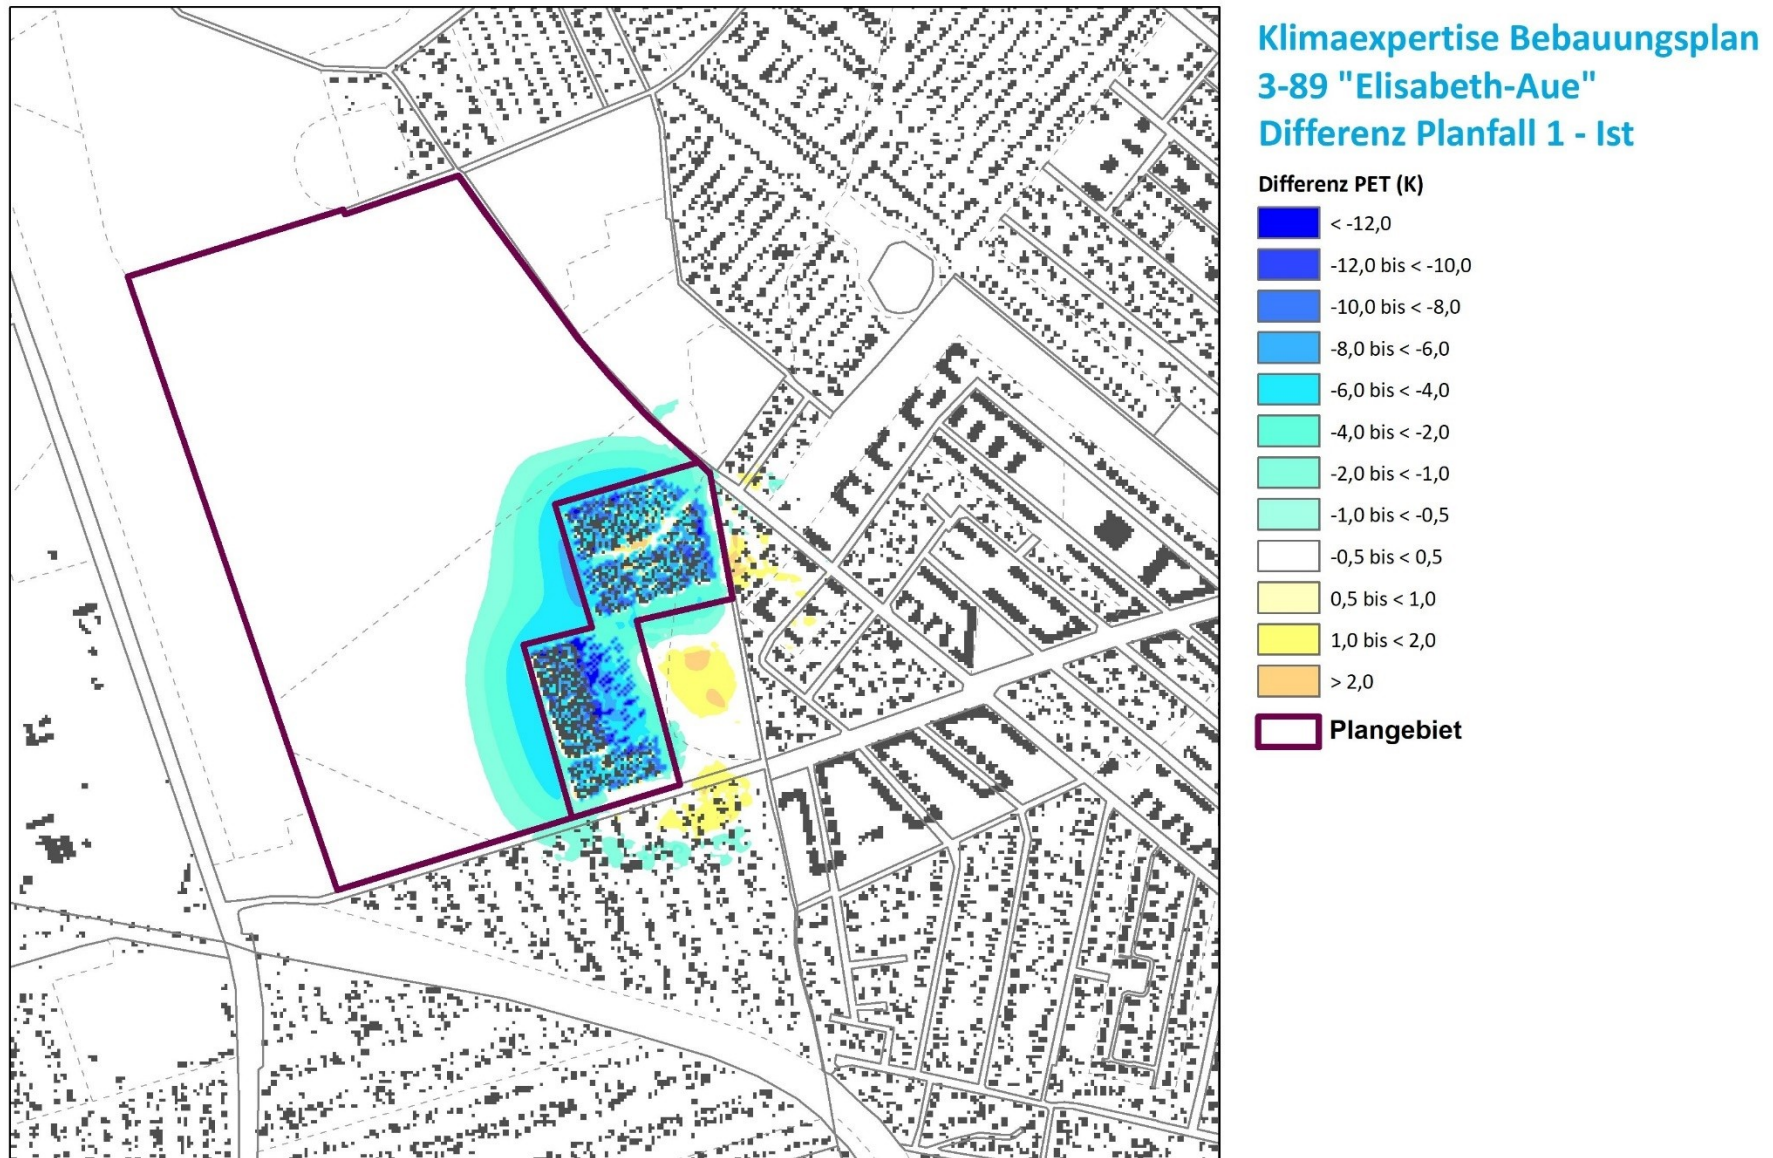 Klimaexpertise Bebauungsplan
3-89 "Elisabeth-Aue"
Differenz Planfall 1 - Ist
Differenz PET (K)
< -12,0
-12,0 bis < -10,0
-10,0 bis < -8,0
-8,0 bis < -6,0
-6,0 bis < -4,0
-4,0 bis < -2,0
-2,0 bis < -1,0
-1,0 bis < -0,5
-0,5 bis < 0,5
0,5 bis < 1,0
1,0 bis < 2,0
> 2,0
Plangebiet